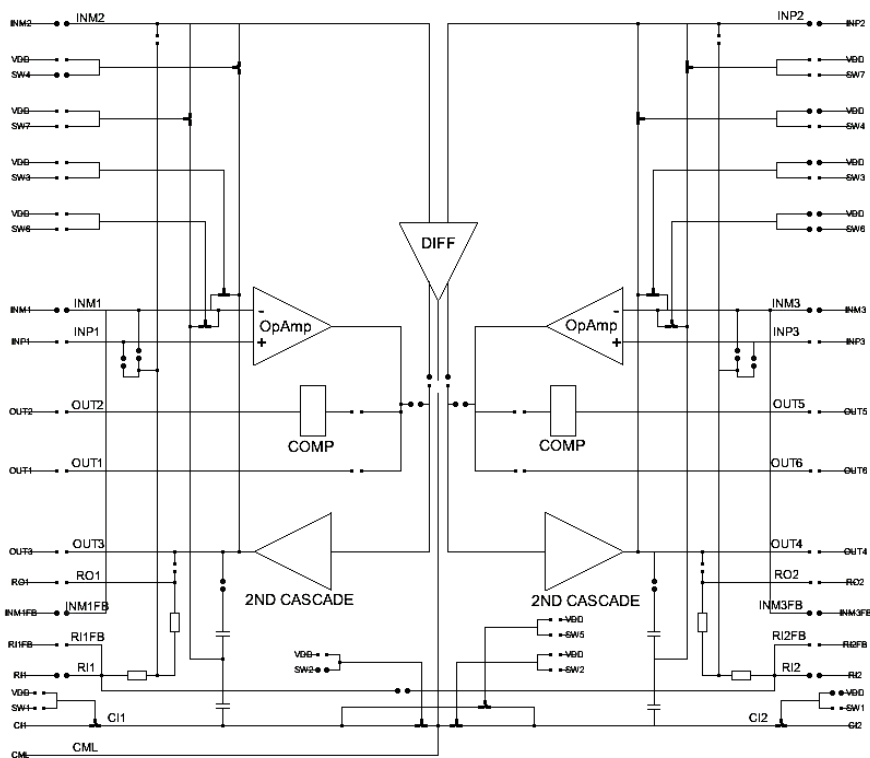 INM2 INM2 INP2 INP2
VDD VDD
SW4 SW7
VDD VDD
SW7 SW4
VDD VDD
SW3 SW3
VDD VDD
SW6 SW6
DIFF
INM1 INM1 - - INM3 INM3
OpAmp OpAmp
INP1 INP1 + + INP3 INP3
OUT2 OUT2 OUT5 OUT5
COMP COMP
OUT1 OUT1 OUT6 OUT6
OUT3 OUT3 OUT4 OUT4
RO1 RO1 RO2 RO2
2ND CASCADE 2ND CASCADE
INM1FB INM1FB INM3FB INM3FB
VDD
SW5
RI1FB RI1FB RI2FB RI2FB
VDD VDD
SW2 SW2
RI1 RI1 RI2 RI2
VDD VDD
SW1 SW1
CI1 CI1 CI2 CI2
CML CML